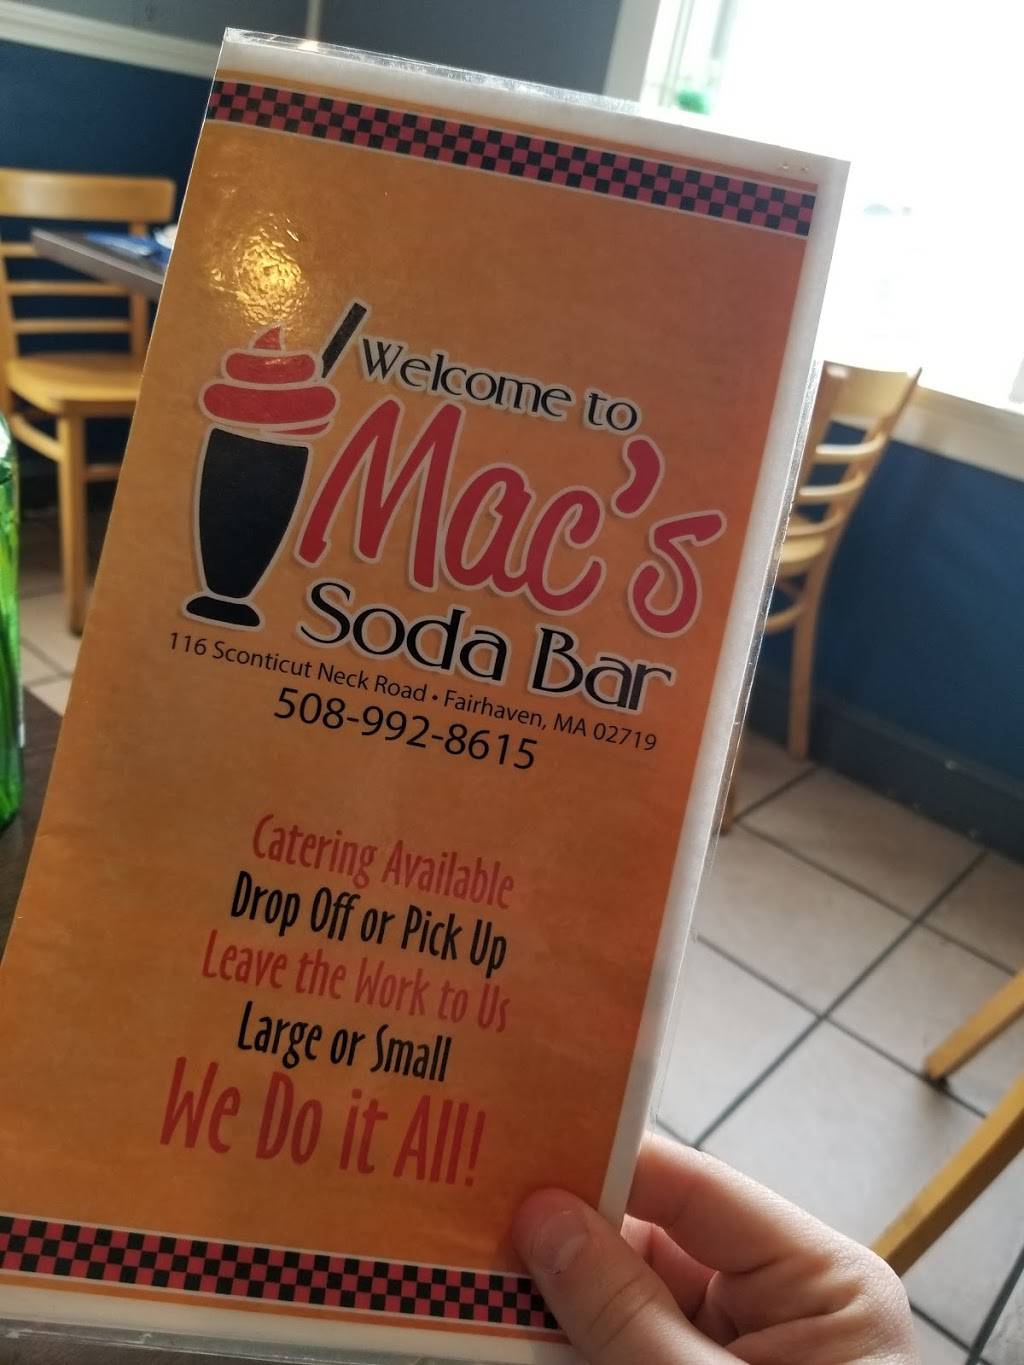 Welcome to
Mac's
Soda Bar
116 Sconticut Neck Road • Fairhaven, MA 02719
508-992-8615
Catering Available
Drop Off or Pick Up
Leave the Work to Us
Large or Small
We Do it All!